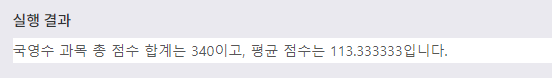 실행 결과
국영수 과목 총 점수 합계는 340이고, 평균 점수는 113.333333입니다.